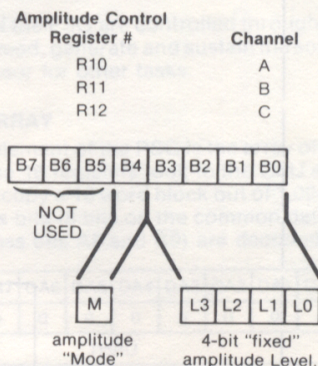 Amplitude Control
Register # Channel
R10 A
R11 B
R12 C
B7 B6 B5 B4 B3 B2 B1 B0
NOT
USED
M L3 L2 L1 L0
amplitude 4-bit "fixed"
"Mode" amplitude Level.